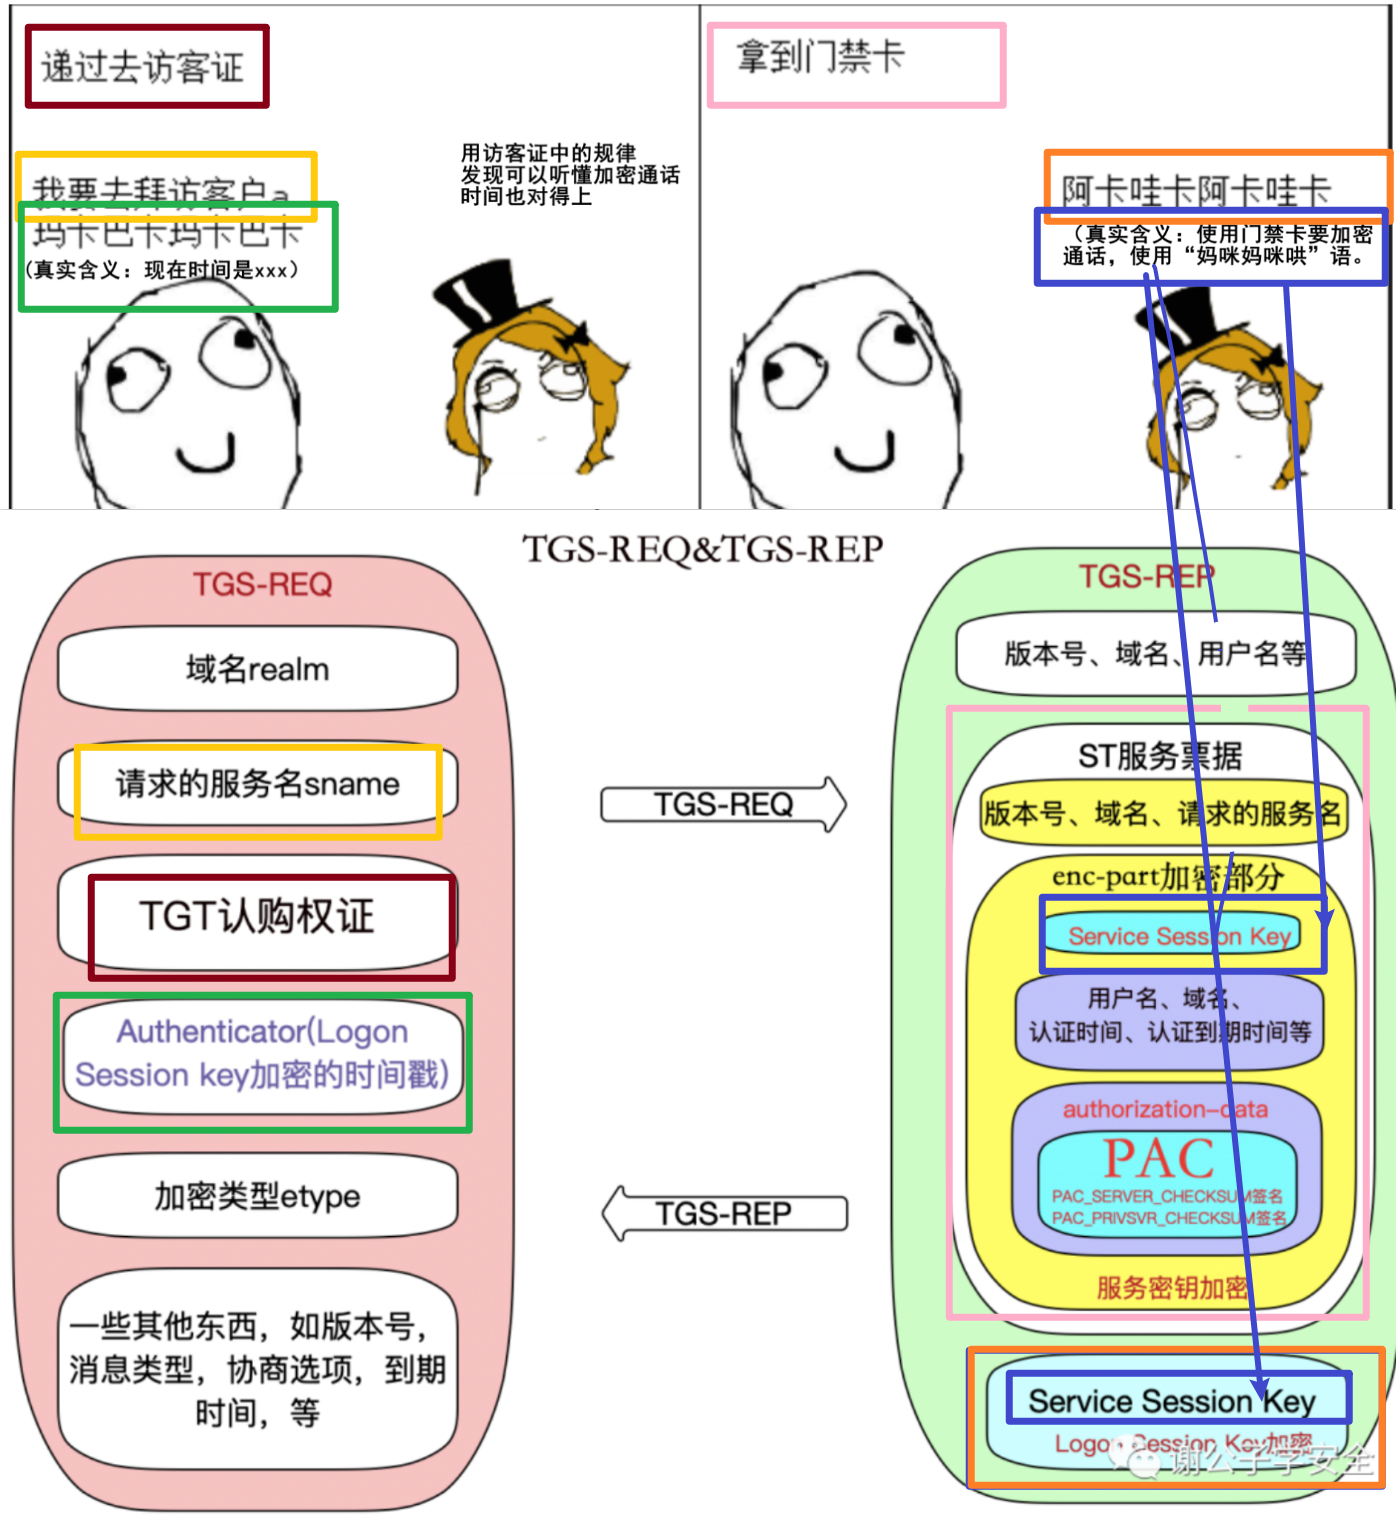 递过去访客证
我要去拜访客户a
玛卡巴卡玛卡巴卡
(真实含义：现在时间是xxx）
用访客证中的规律
发现可以听懂加密通话
时间也对得上
拿到门禁卡
阿卡哇卡阿卡哇卡
（真实含义：使用门禁卡要加密
通话，使用“妈咪妈咪哄”语。
TGS-REQ&TGS-REP
TGS-REQ
域名realm
请求的服务名sname
TGT认购权证
Authenticator(Logon
Session key加密的时间戳)
加密类型etype
一些其他东西，如版本号，
消息类型，协商选项，到期
时间，等
TGS-REQ
TGS-REP
TGS-REP
版本号、域名、用户名等
ST服务票据
版本号、域名、请求的服务名
enc-part加密部分
Service Session Key
用户名、域名、
认证时间、认证到期时间等
authorization-data
PAC
PAC_SERVER_CHECKSUM签名
PAC_PRIVSVR_CHECKSUM签名
服务密钥加密
Service Session Key
Logon Session Key加密
谢公子学安全